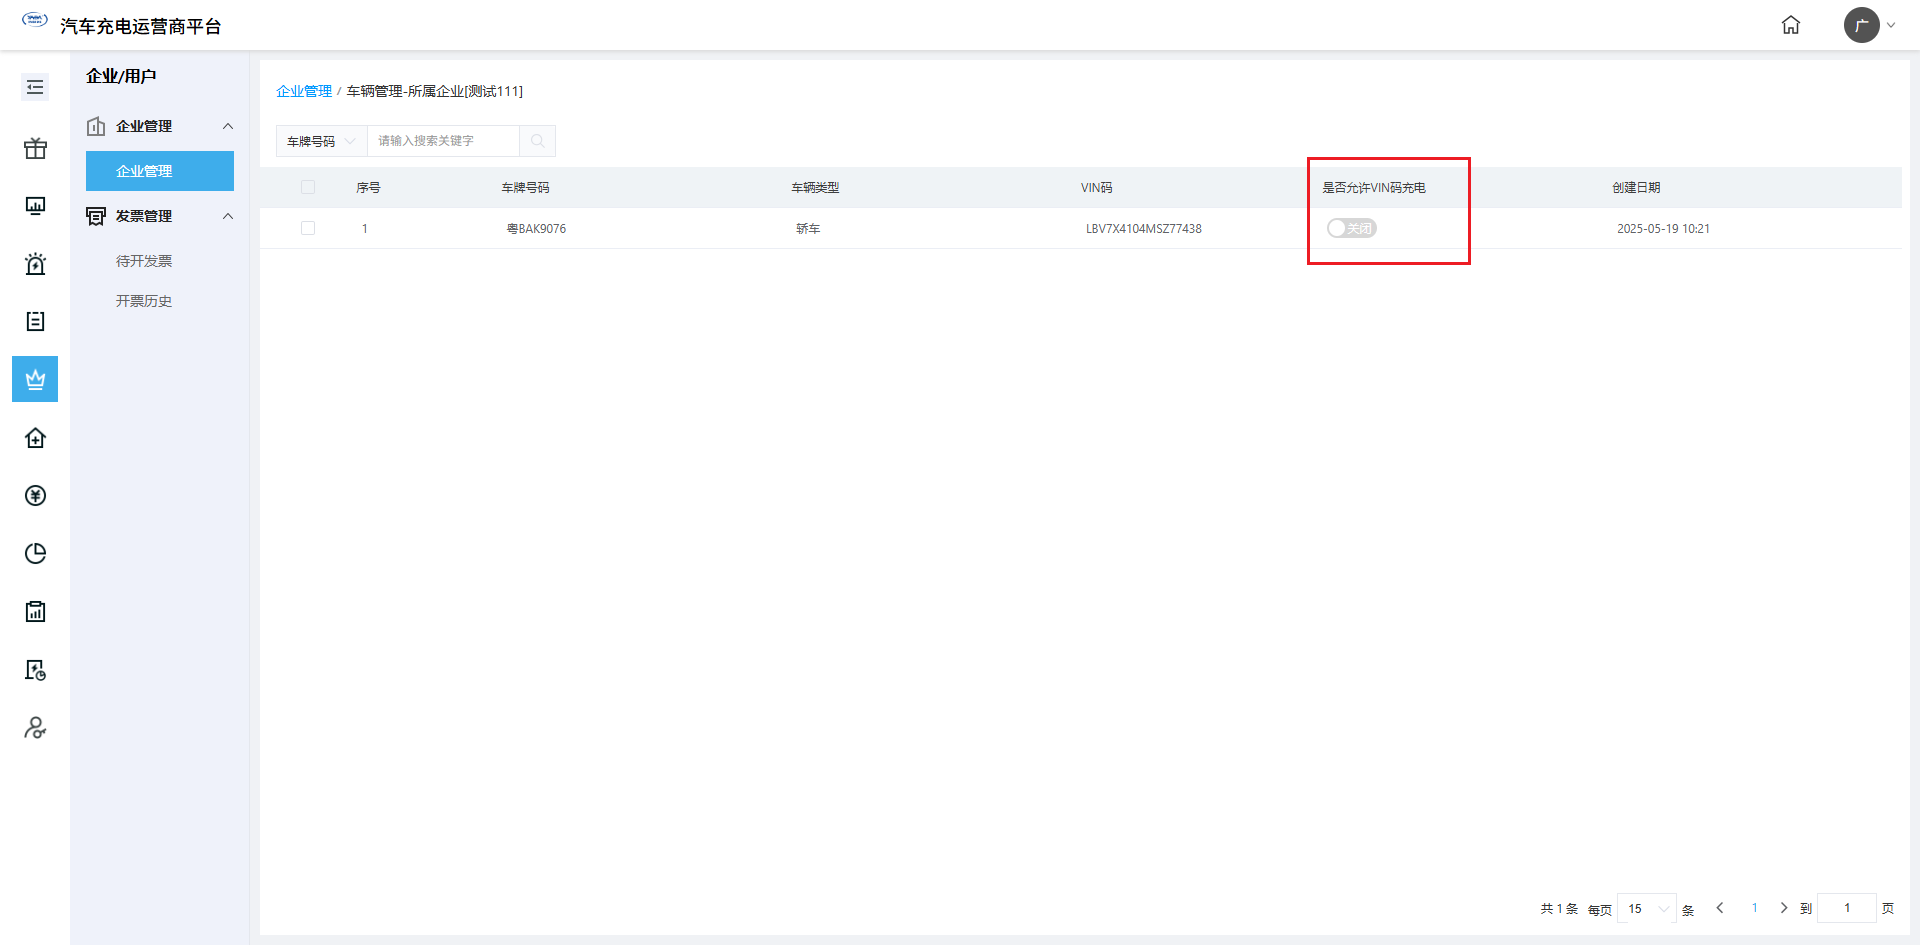 汽车充电运营商平台
广
企业/用户
企业管理
企业管理
发票管理
待开发票
开票历史
企业管理 / 车辆管理-所属企业[测试111]
车牌号码 请输入搜索关键字
序号 车牌号码 车辆类型 VIN码 是否允许VIN码充电 创建日期
1 粤BAK9076 轿车 LBV7X4104MSZ77438 关闭 2025-05-19 10:21
共 1 条 每页 15 条 1 到 1 页